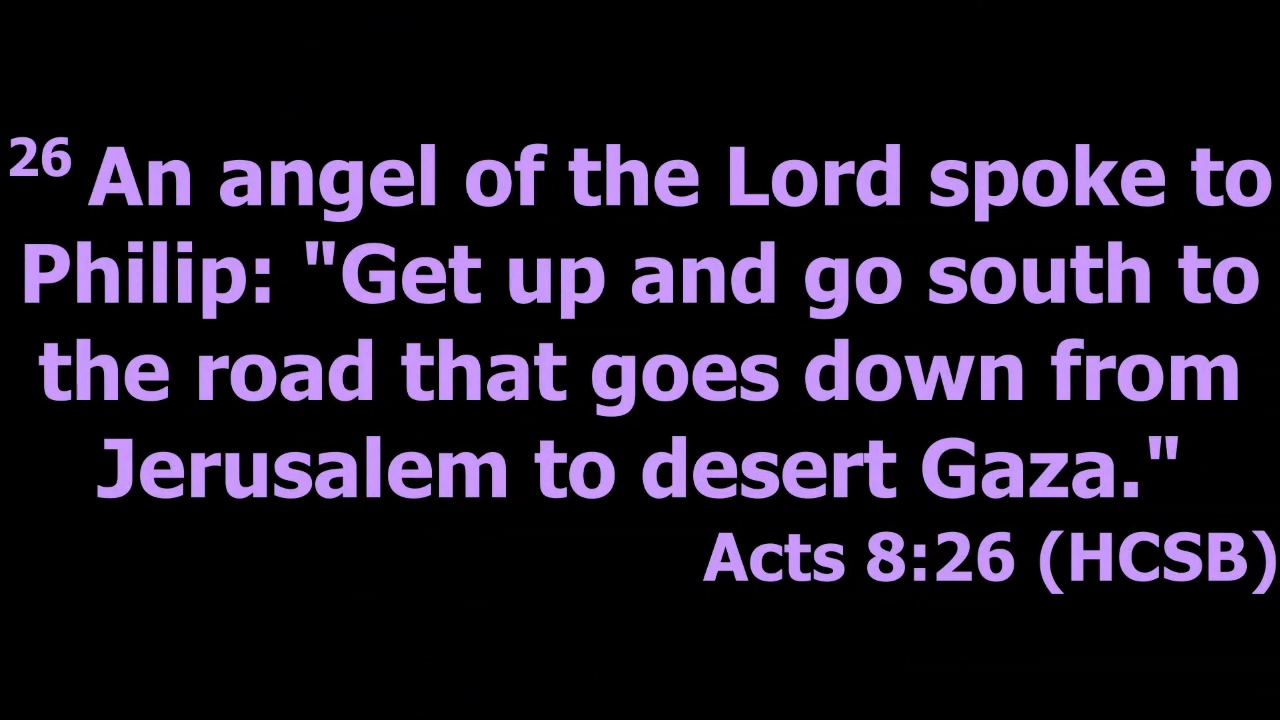 26 An angel of the Lord spoke to
Philip: "Get up and go south to
the road that goes down from
Jerusalem to desert Gaza."
Acts 8:26 (HCSB)